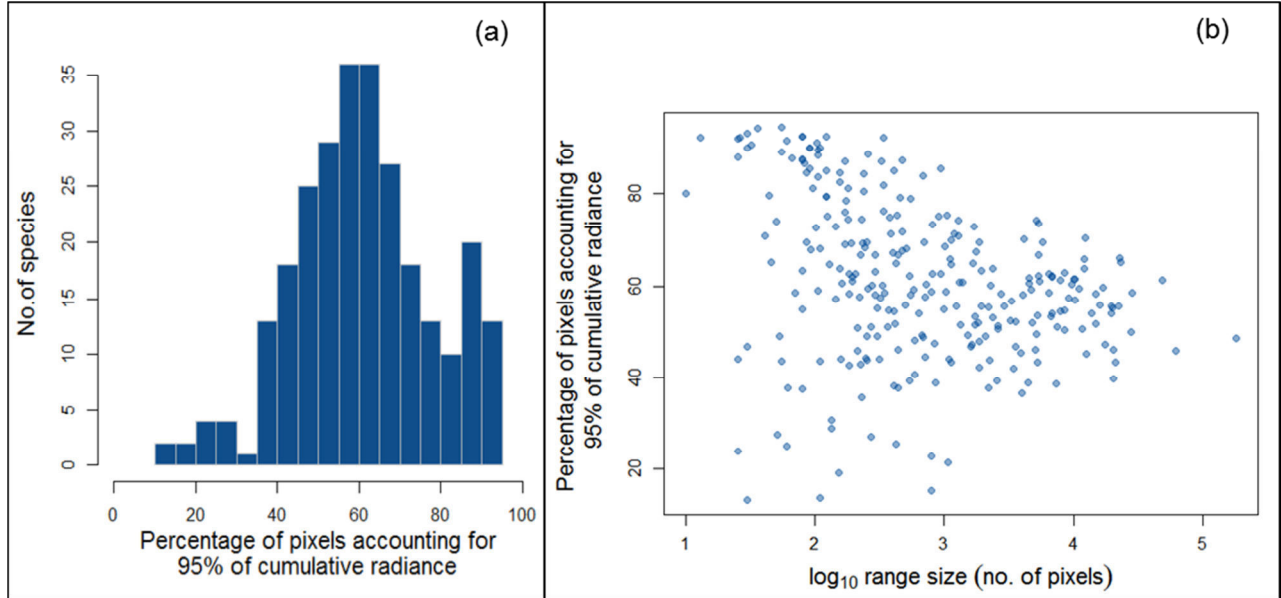 (a)
No.of species
35
30
25
20
15
10
5
0
0 20 40 60 80 100
Percentage of pixels accounting for
95% of cumulative radiance
(b)
Percentage of pixels accounting for
95% of cumulative radiance
80
60
40
20
1 2 3 4 5
log₁₀ range size (no. of pixels)